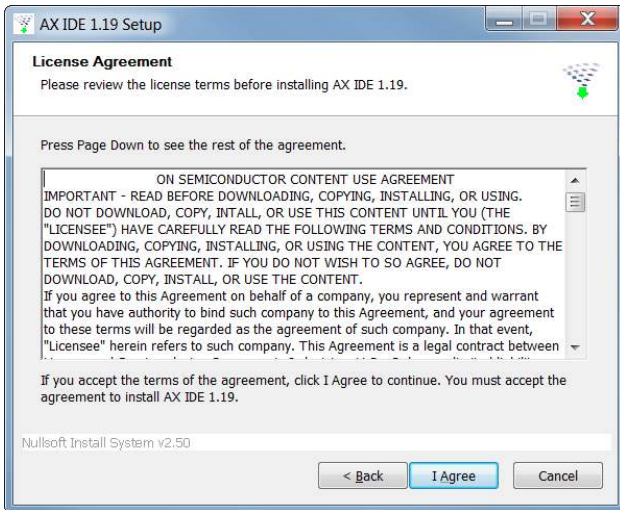 AX IDE 1.19 Setup
License Agreement
Please review the license terms before installing AX IDE 1.19.
Press Page Down to see the rest of the agreement.
ON SEMICONDUCTOR CONTENT USE AGREEMENT
IMPORTANT - READ BEFORE DOWNLOADING, COPYING, INSTALLING, OR USING.
DO NOT DOWNLOAD, COPY, INTALL, OR USE THIS CONTENT UNTIL YOU (THE
"LICENSEE") HAVE CAREFULLY READ THE FOLLOWING TERMS AND CONDITIONS. BY
DOWNLOADING, COPYING, INSTALLING, OR USING THE CONTENT, YOU AGREE TO THE
TERMS OF THIS AGREEMENT. IF YOU DO NOT WISH TO SO AGREE, DO NOT
DOWNLOAD, COPY, INSTALL, OR USE THE CONTENT.
If you agree to this Agreement on behalf of a company, you represent and warrant
that you have authority to bind such company to this Agreement, and your agreement
to these terms will be regarded as the agreement of such company. In that event,
"Licensee" herein refers to such company. This Agreement is a legal contract between
If you accept the terms of the agreement, click I Agree to continue. You must accept the
agreement to install AX IDE 1.19.
Nullsoft Install System v2.50
< Back
I Agree
Cancel